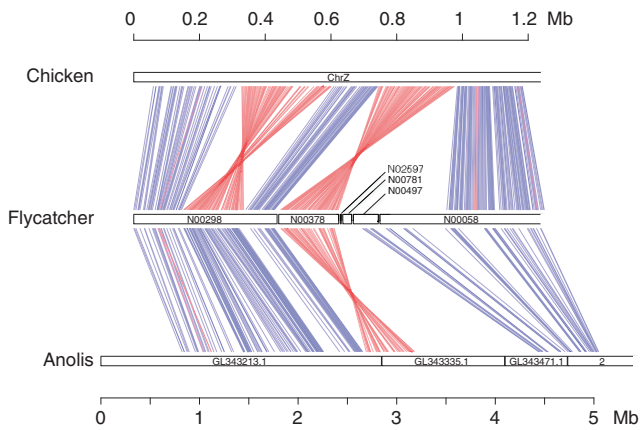 0 0.2 0.4 0.6 0.8 1 1.2 Mb
Chicken
ChrZ
N02597
N00781
N00497
Flycatcher
N00298 N00378 N00058
Anolis
GL343213.1 GL343335.1 GL343471.1 2
0 1 2 3 4 5 Mb